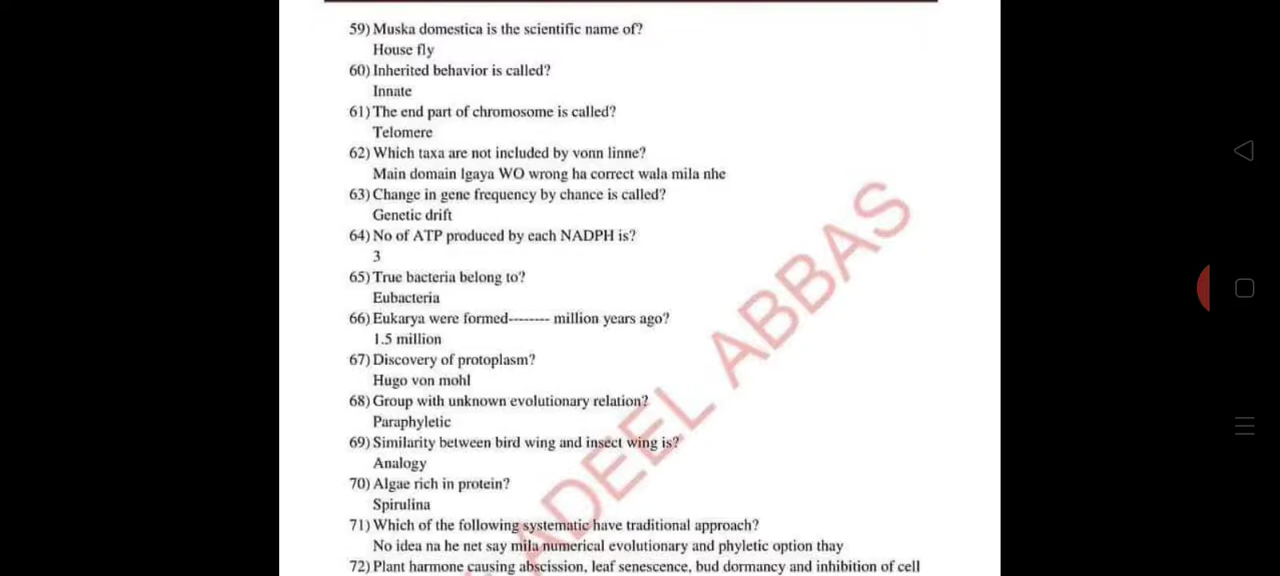 59) Muska domestica is the scientific name of?
House fly
60) Inherited behavior is called?
Innate
61) The end part of chromosome is called?
Telomere
62) Which taxa are not included by vonn linne?
Main domain lgaya WO wrong ha correct wala mila nhe
63) Change in gene frequency by chance is called?
Genetic drift
64) No of ATP produced by each NADPH is?
3
65) True bacteria belong to?
Eubacteria
66) Eukarya were formed-------- million years ago?
1.5 million
67) Discovery of protoplasm?
Hugo von mohl
68) Group with unknown evolutionary relation?
Paraphyletic
69) Similarity between bird wing and insect wing is?
Analogy
70) Algae rich in protein?
Spirulina
71) Which of the following systematic have traditional approach?
No idea na he net say mila numerical evolutionary and phyletic option thay
72) Plant harmone causing abscission, leaf senescence, bud dormancy and inhibition of cell
ADEEL ABBAS